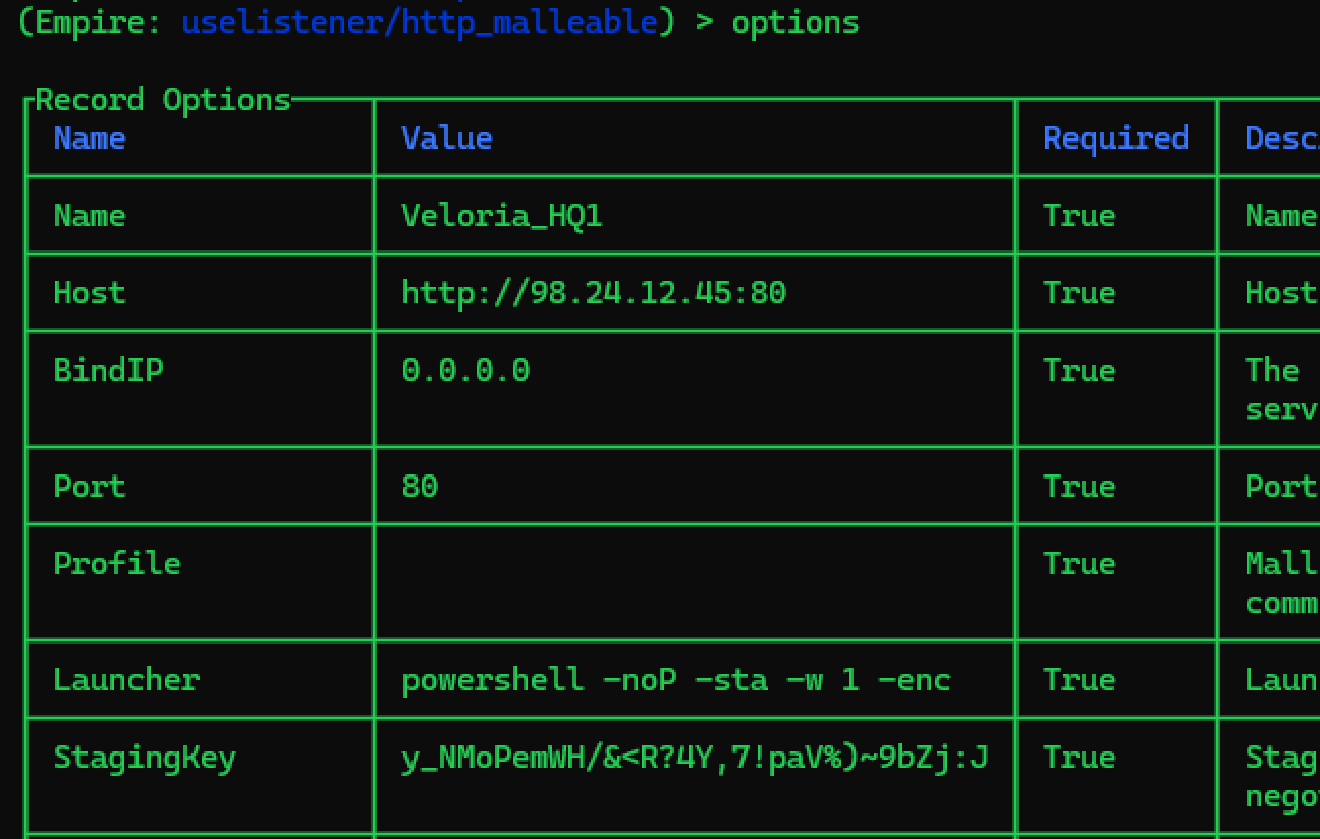 (Empire: uselistener/http_malleable) > options
Record Options
Name Value Required Desc
Name Veloria_HQ1 True Name
Host http://98.24.12.45:80 True Host
BindIP 0.0.0.0 True The
serv
Port 80 True Port
Profile True Mall
comm
Launcher powershell -noP -sta -w 1 -enc True Laun
StagingKey y_NMoPemWH/&<R?4Y,7!paV%)~9bZj:J True Stag
nego